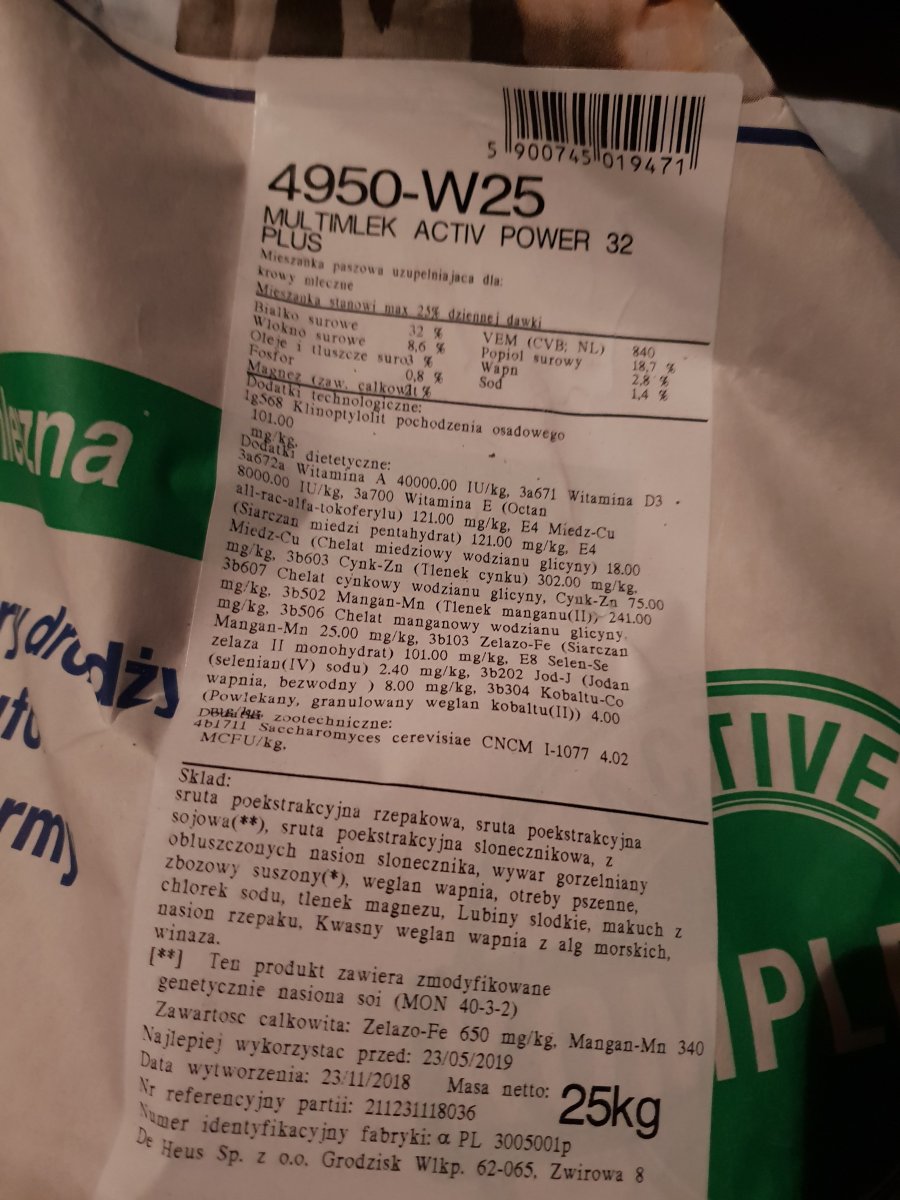 5 900745 019471
4950-W25
MULTIMLEK ACTIV POWER 32
PLUS
Mieszanka paszowa uzupelniajaca dla:
krowy mleczne
Mieszanka stanowi max 25% dziennej dawki
Bialko surowe 32 % VEM (CVB; NL) 840
Wlokno surowe 8,6 % Popiol surowy 18,7 %
Oleje i tluszcze suro3 % Wapn 2,8 %
Fosfor 0,8 % Sod 1,4 %
Magnez (zaw. calkowit %
Dodatki technologiczne:
1g568 Klinoptylolit pochodzenia osadowego
101.00
mg/kg.
Dodatki dietetyczne:
3a672a Witamina A 40000.00 IU/kg, 3a671 Witamina D3
8000.00 IU/kg, 3a700 Witamina E (Octan
all-rac-alfa-tokoferylu) 121.00 mg/kg, E4 Miedz-Cu
(Siarczan miedzi pentahydrat) 121.00 mg/kg, E4
Miedz-Cu (Chelat miedziowy wodzianu glicyny) 18.00
mg/kg, 3b603 Cynk-Zn (Tlenek cynku) 302.00 mg/kg,
3b607 Chelat cynkowy wodzianu glicyny, Cynk-Zn 75.00
mg/kg, 3b502 Mangan-Mn (Tlenek manganu(II)) 241.00
mg/kg, 3b506 Chelat manganowy wodzianu glicyny,
Mangan-Mn 25.00 mg/kg, 3b103 Zelazo-Fe (Siarczan
zelaza II monohydrat) 101.00 mg/kg, E8 Selen-Se
(selenian(IV) sodu) 2.40 mg/kg, 3b202 Jod-J (Jodan
wapnia, bezwodny ) 8.00 mg/kg, 3b304 Kobaltu-Co
(Powlekany, granulowany weglan kobaltu(II)) 4.00
zootechniczne:
4b1711 Saccharomyces cerevisiae CNCM I-1077 4.02
MCFU/kg.
Sklad:
sruta poekstrakcyjna rzepakowa, sruta poekstrakcyjna
sojowa(**), sruta poekstrakcyjna slonecznikowa, z
obluszczonych nasion slonecznika, wywar gorzelniany
zbozowy suszony(*), weglan wapnia, otreby pszenne,
chlorek sodu, tlenek magnezu, Lubiny slodkie, makuch z
nasion rzepaku, Kwasny weglan wapnia z alg morskich,
winaza.
[**] Ten produkt zawiera zmodyfikowane
genetycznie nasiona soi (MON 40-3-2)
Zawartosc calkowita: Zelazo-Fe 650 mg/kg, Mangan-Mn 340
Najlepiej wykorzystac przed: 23/05/2019
Data wytworzenia: 23/11/2018 Masa netto: 25kg
Nr referencyjny partii: 211231118036
Numer identyfikacyjny fabryki: α PL 3005001p
De Heus Sp. z o.o. Grodzisk Wlkp. 62-065, Zwirowa 8